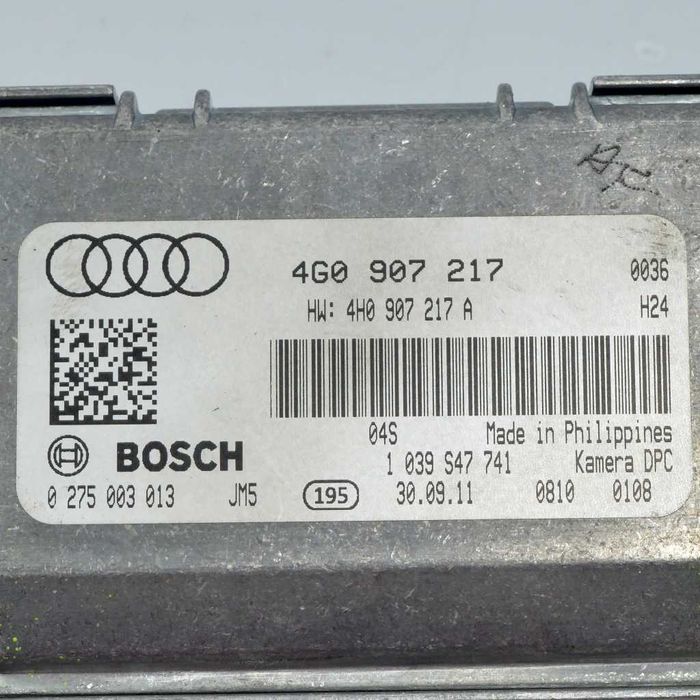 4G0 907 217 0036
HW: 4H0 907 217 A H24
04S Made in Philippines
BOSCH 1 039 S47 741 Kamera DPC
0 275 003 013 JM5 195 30.09.11 0810 0108